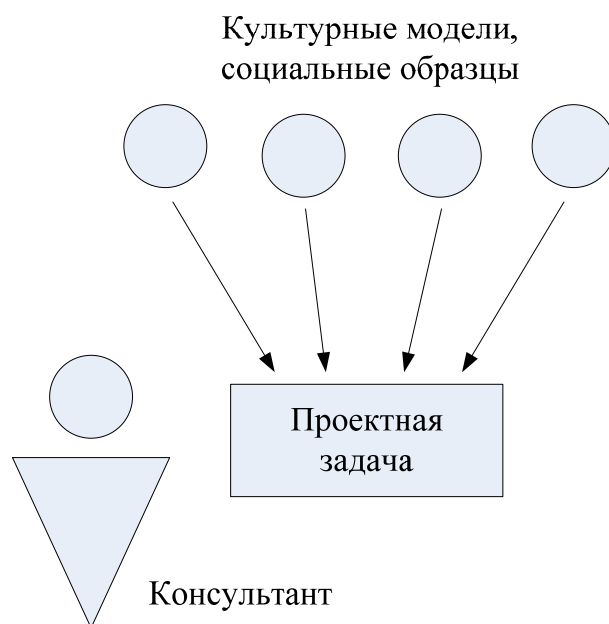 Культурные модели,
социальные образцы
Проектная
задача
Консультант